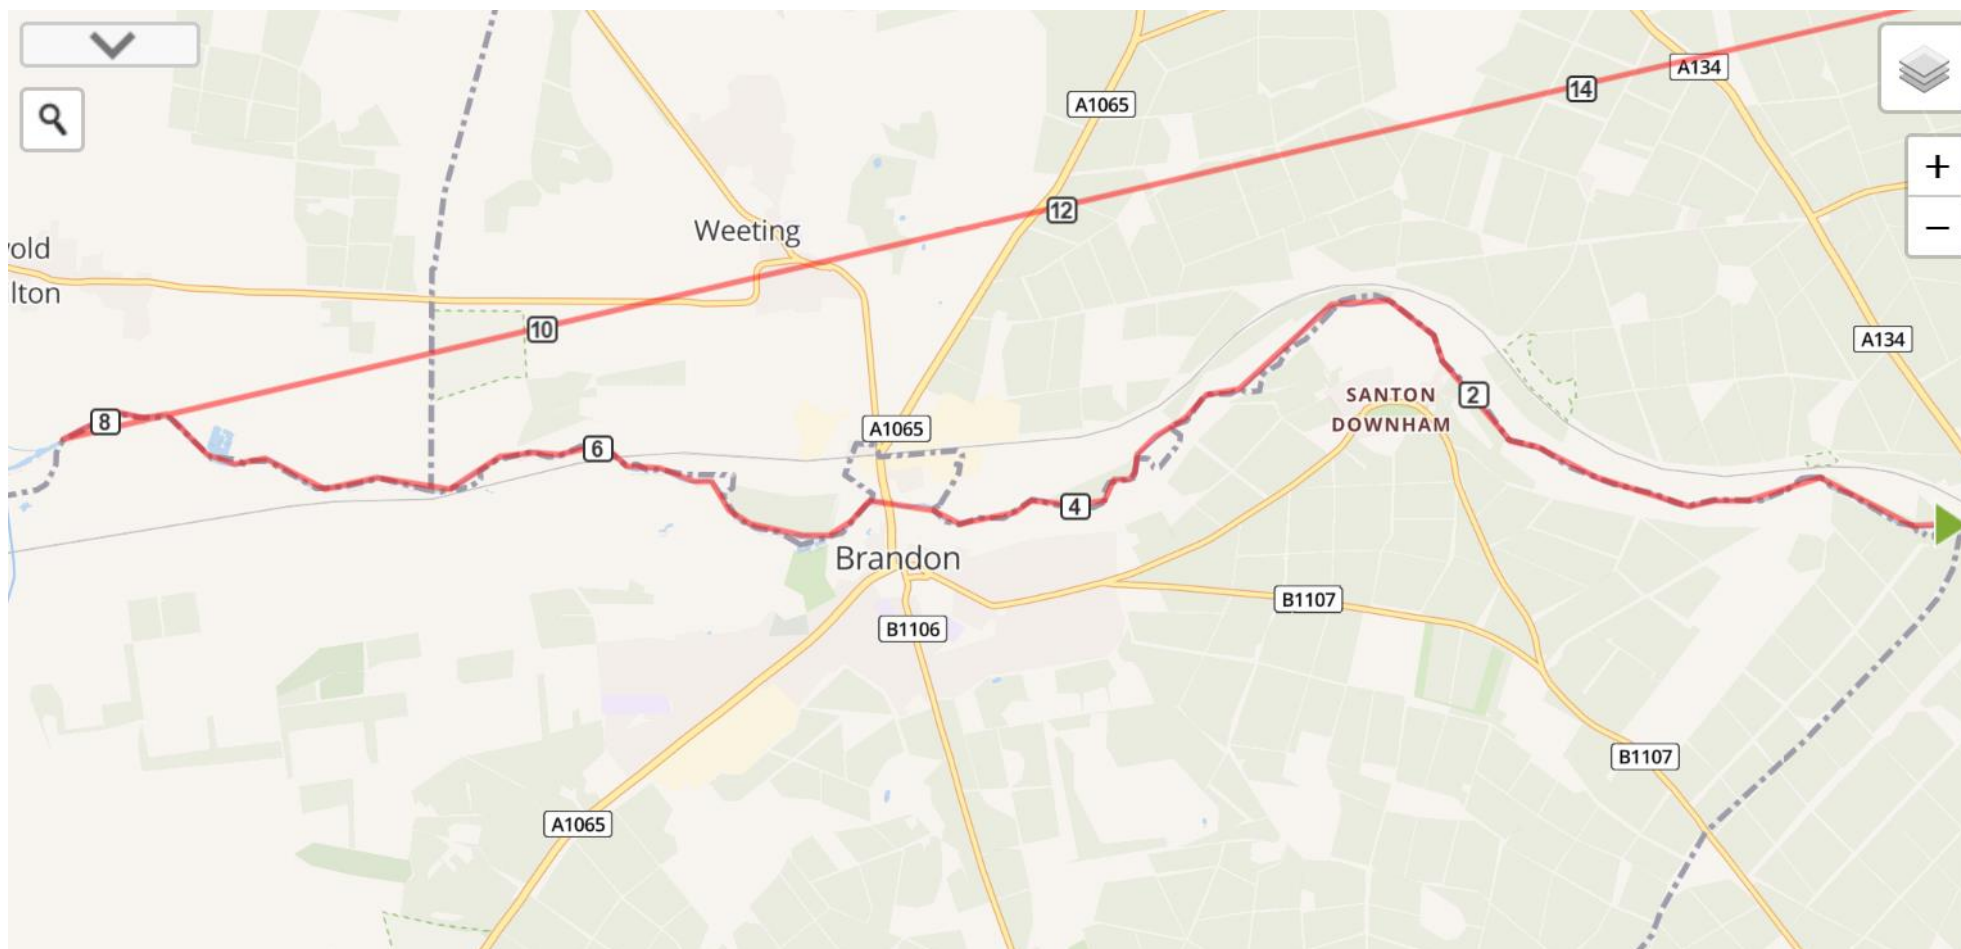 14
A134
A1065
+
12
Weeting
−
old
lton
10
A134
2
SANTON
DOWNHAM
8
A1065
6
4
Brandon
B1107
B1106
B1107
A1065